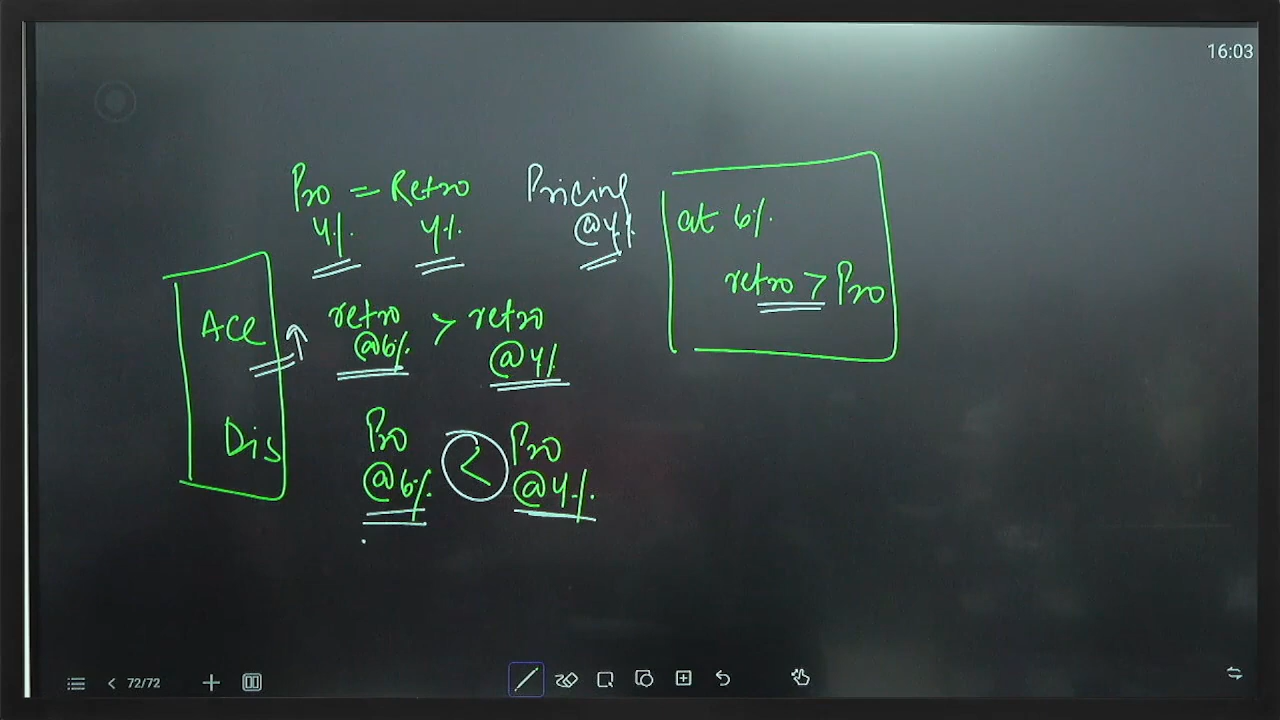 16:03
Pro = Retro
4% 4%
Pricing
@4%
at 6%
retro > Pro
Acc ↑
Dis
retro > retro
@6% @4%
Pro < Pro
@6% @4%
72/72